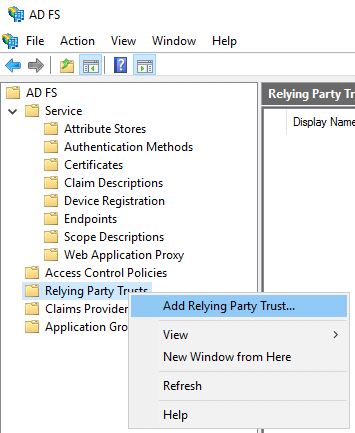 AD FS
File Action View Window Help
AD FS
Service
Attribute Stores
Authentication Methods
Certificates
Claim Descriptions
Device Registration
Endpoints
Scope Descriptions
Web Application Proxy
Access Control Policies
Relying Party Trusts
Claims Provider
Application Gro
Relying Party Tr
Display Name
Add Relying Party Trust...
View
New Window from Here
Refresh
Help